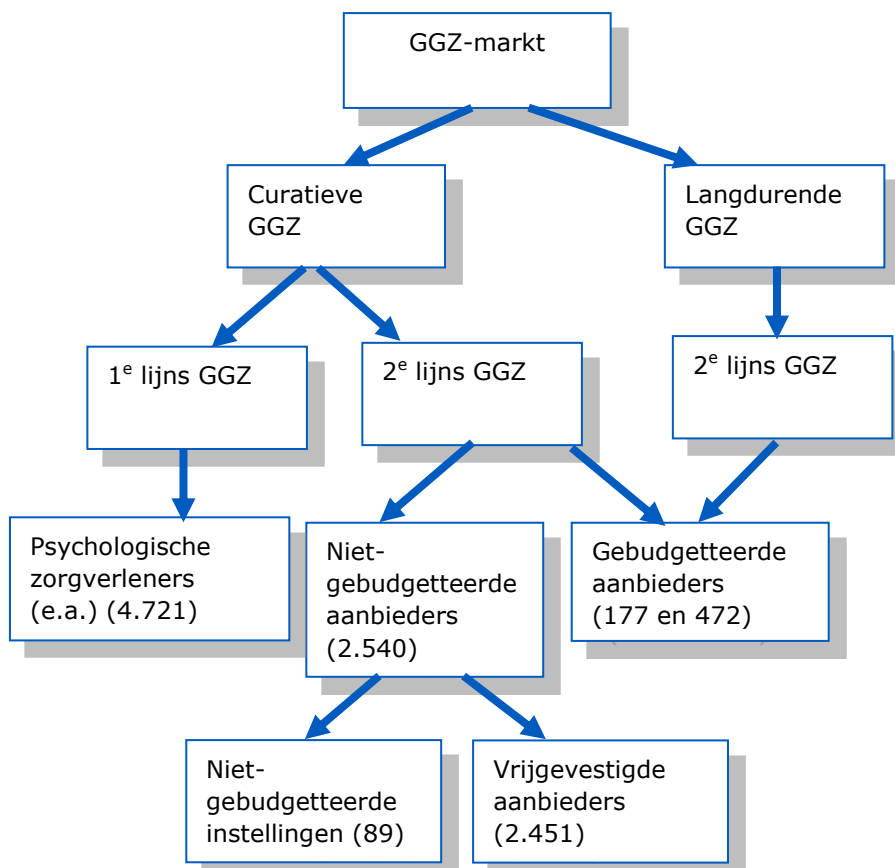 GGZ-markt
Curatieve
GGZ
Langdurende
GGZ
1e lijns GGZ
2e lijns GGZ
2e lijns GGZ
Psychologische
zorgverleners
(e.a.) (4.721)
Niet-
gebudgetteerde
aanbieders
(2.540)
Gebudgetteerde
aanbieders
(177 en 472)
Niet-
gebudgetteerde
instellingen (89)
Vrijgevestigde
aanbieders
(2.451)